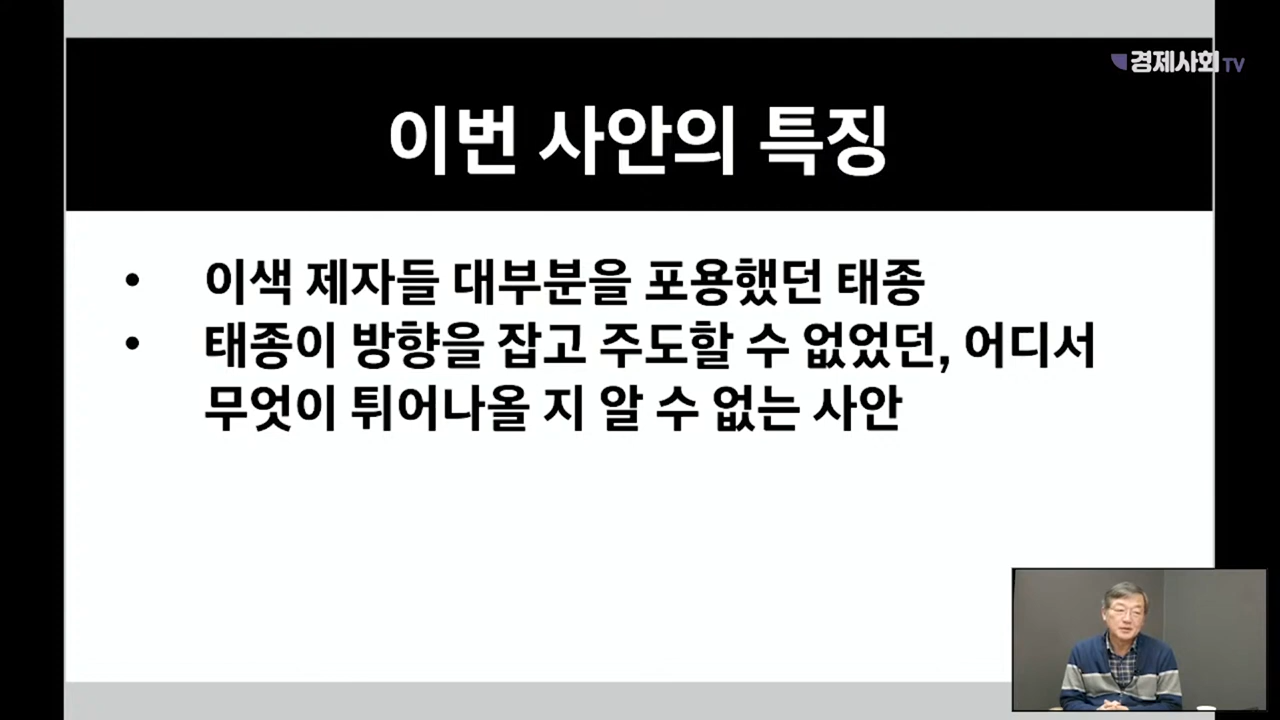 경제사회TV
이번 사안의 특징
• 이색 제자들 대부분을 포용했던 태종
• 태종이 방향을 잡고 주도할 수 없었던, 어디서
무엇이 튀어나올 지 알 수 없는 사안